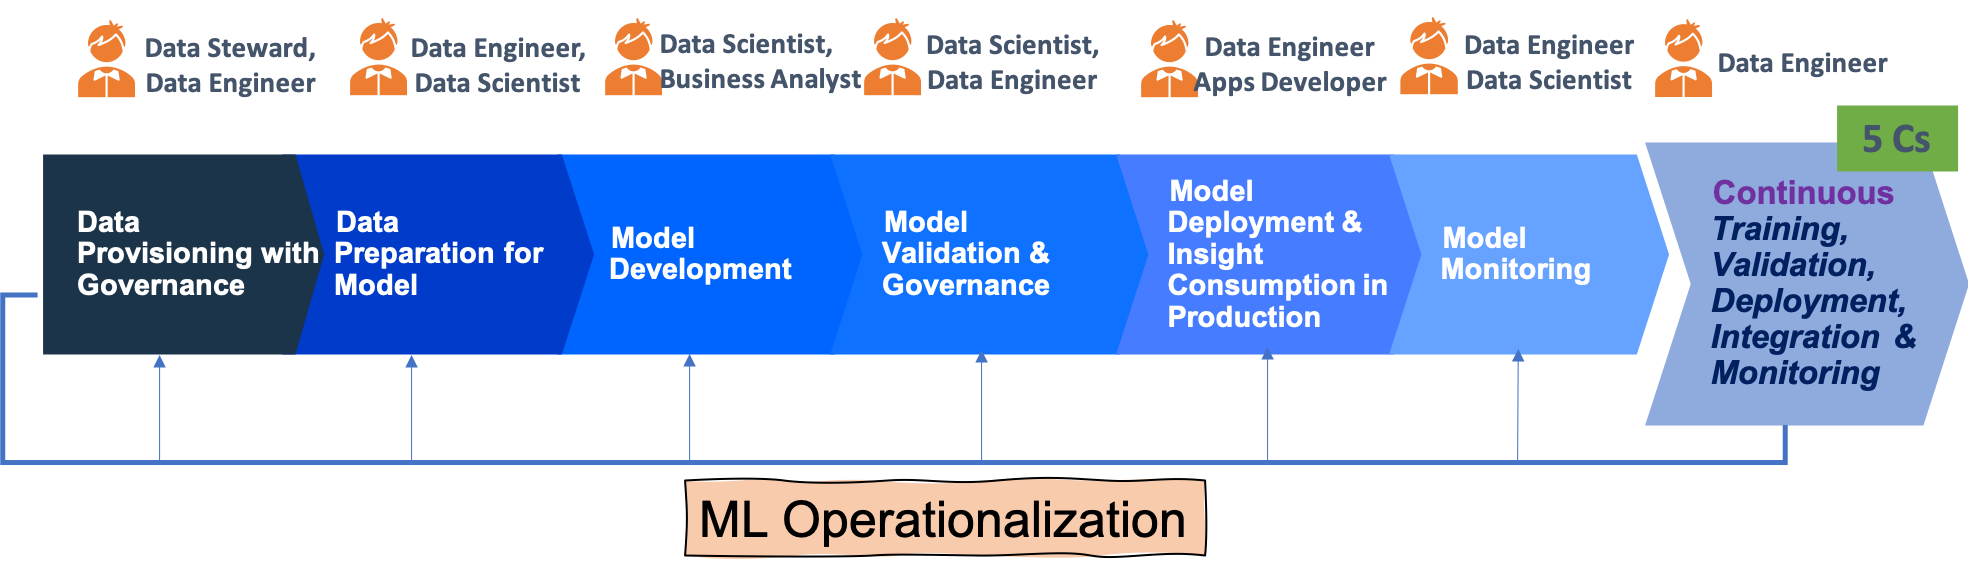 Data Steward,
Data Engineer
Data Engineer,
Data Scientist
Data Scientist,
Business Analyst
Data Scientist,
Data Engineer
Data Engineer
Apps Developer
Data Engineer
Data Scientist
Data Engineer
5 Cs
Data
Provisioning with
Governance
Data
Preparation for
Model
Model
Development
Model
Validation &
Governance
Model
Deployment &
Insight
Consumption in
Production
Model
Monitoring
Continuous
Training,
Validation,
Deployment,
Integration &
Monitoring
ML Operationalization